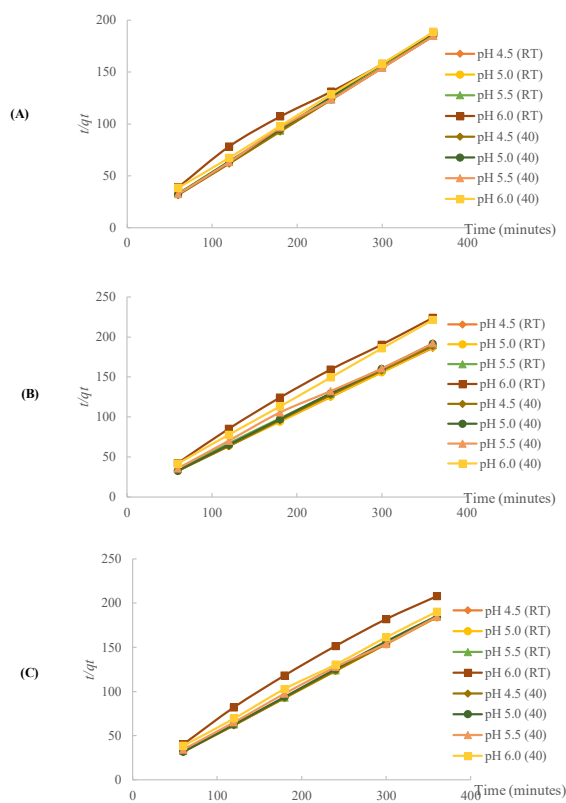 (A)
t/qt
200
150
100
50
0
0 100 200 300 400
Time (minutes)
pH 4.5 (RT)
pH 5.0 (RT)
pH 5.5 (RT)
pH 6.0 (RT)
pH 4.5 (40)
pH 5.0 (40)
pH 5.5 (40)
pH 6.0 (40)
(B)
t/qt
250
200
150
100
50
0
0 100 200 300 400
Time (minutes)
pH 4.5 (RT)
pH 5.0 (RT)
pH 5.5 (RT)
pH 6.0 (RT)
pH 4.5 (40)
pH 5.0 (40)
pH 5.5 (40)
pH 6.0 (40)
(C)
t/qt
250
200
150
100
50
0
0 100 200 300 400
Time (minutes)
pH 4.5 (RT)
pH 5.0 (RT)
pH 5.5 (RT)
pH 6.0 (RT)
pH 4.5 (40)
pH 5.0 (40)
pH 5.5 (40)
pH 6.0 (40)